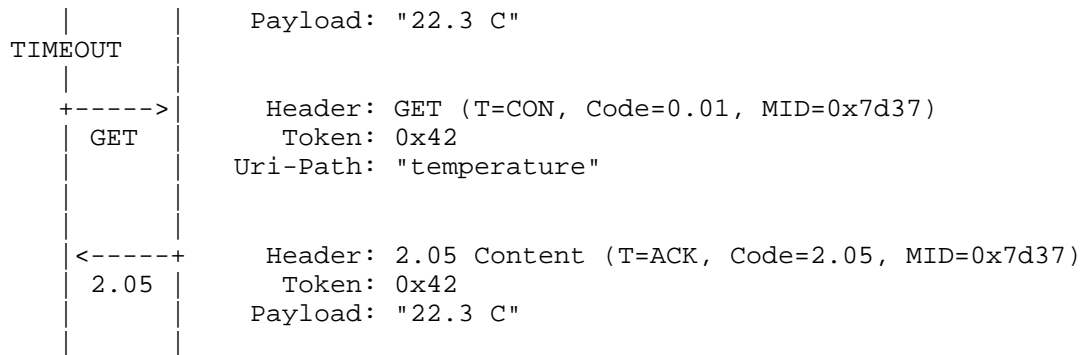 Payload: "22.3 C"
TIMEOUT
Header: GET (T=CON, Code=0.01, MID=0x7d37)
GET Token: 0x42
Uri-Path: "temperature"
Header: 2.05 Content (T=ACK, Code=2.05, MID=0x7d37)
2.05 Token: 0x42
Payload: "22.3 C"